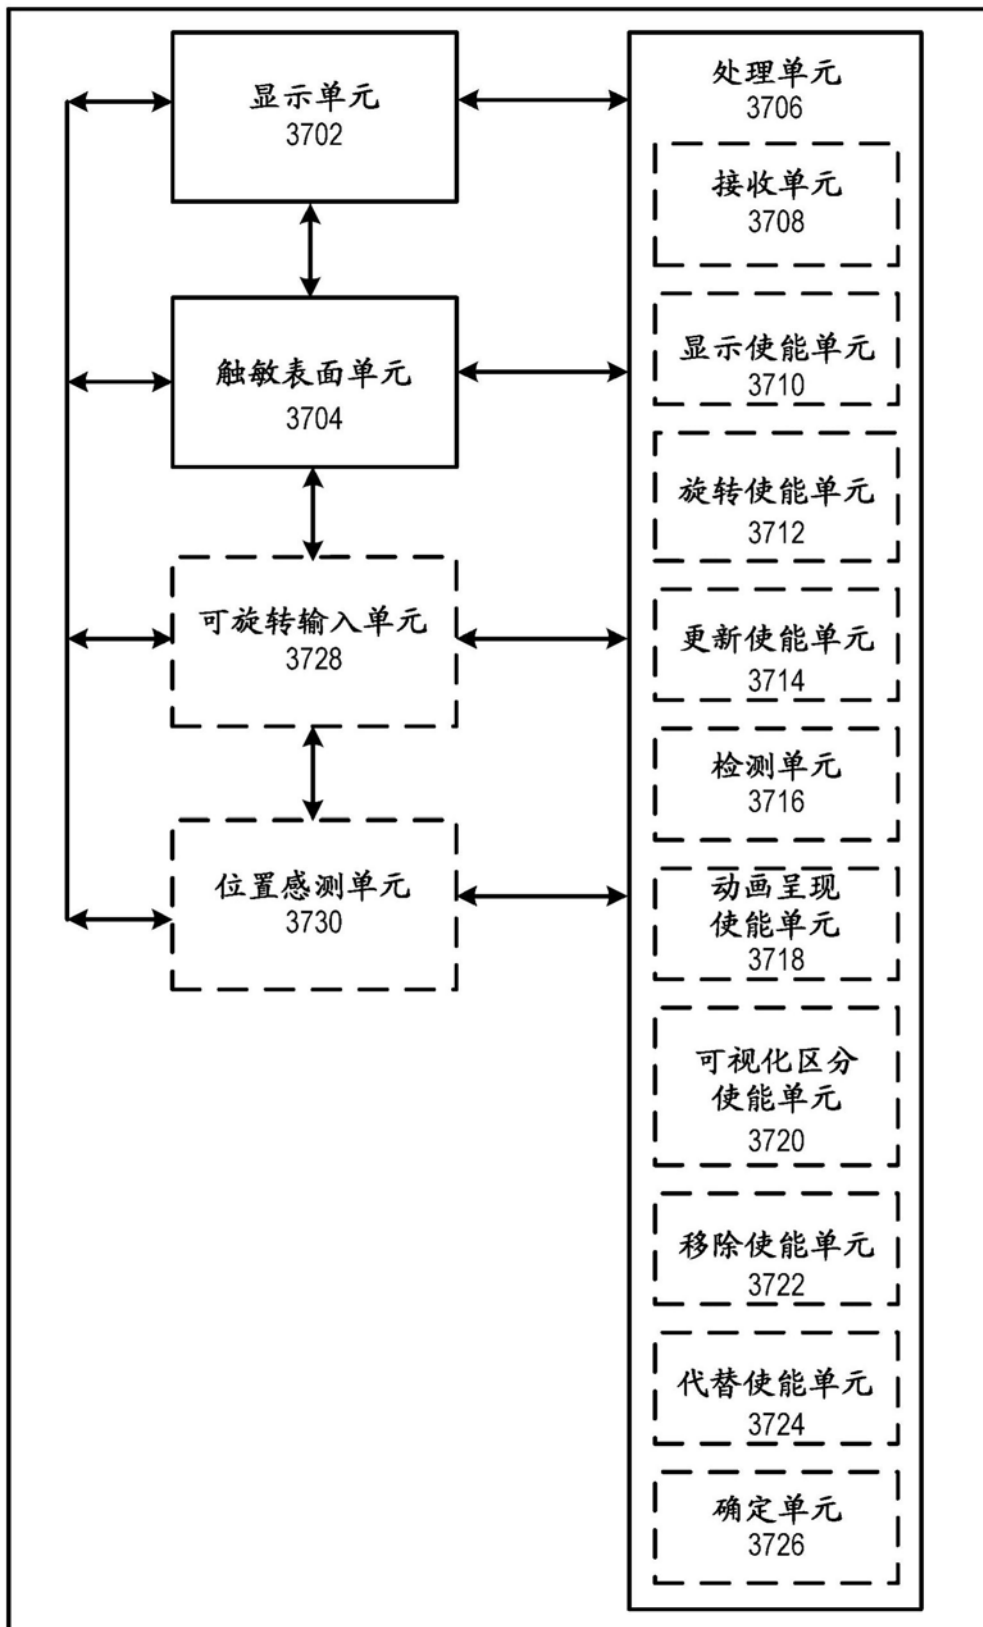 显示单元
3702
触敏表面单元
3704
可旋转输入单元
3728
位置感测单元
3730
处理单元
3706
接收单元
3708
显示使能单元
3710
旋转使能单元
3712
更新使能单元
3714
检测单元
3716
动画呈现
使能单元
3718
可视化区分
使能单元
3720
移除使能单元
3722
代替使能单元
3724
确定单元
3726